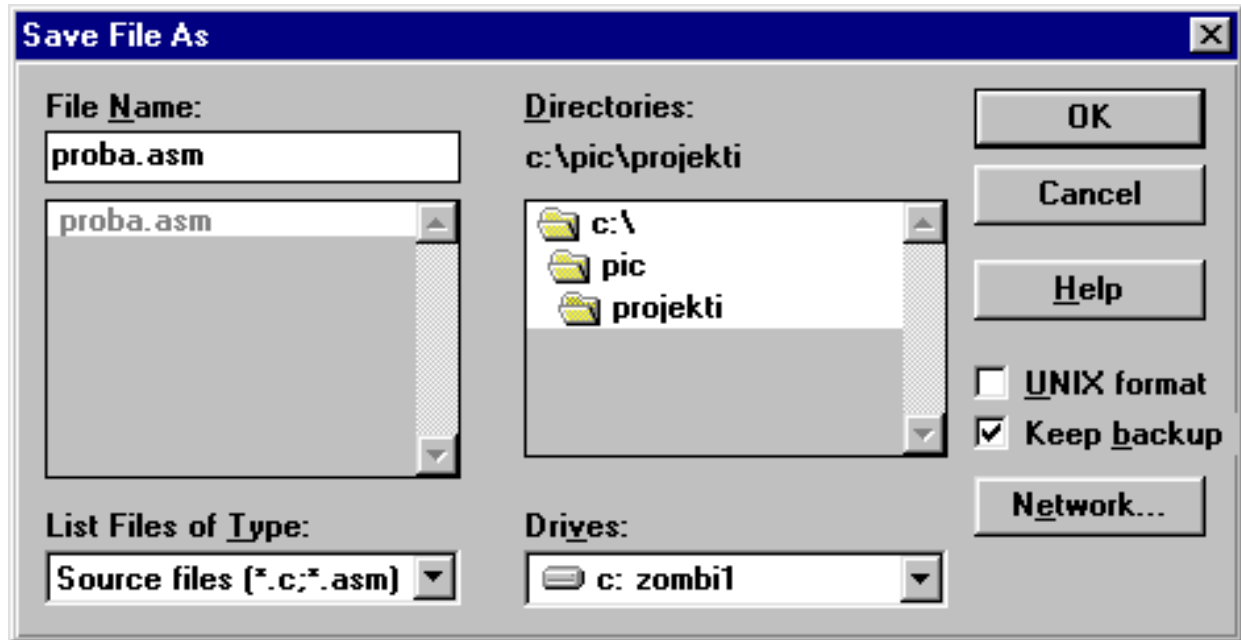 Save File As
File Name:
proba.asm
proba.asm
List Files of Type:
Source files (*.c;*.asm)
Directories:
c:\pic\projekti
c:\
pic
projekti
Drives:
c: zombi1
OK
Cancel
Help
UNIX format
Keep backup
Network...